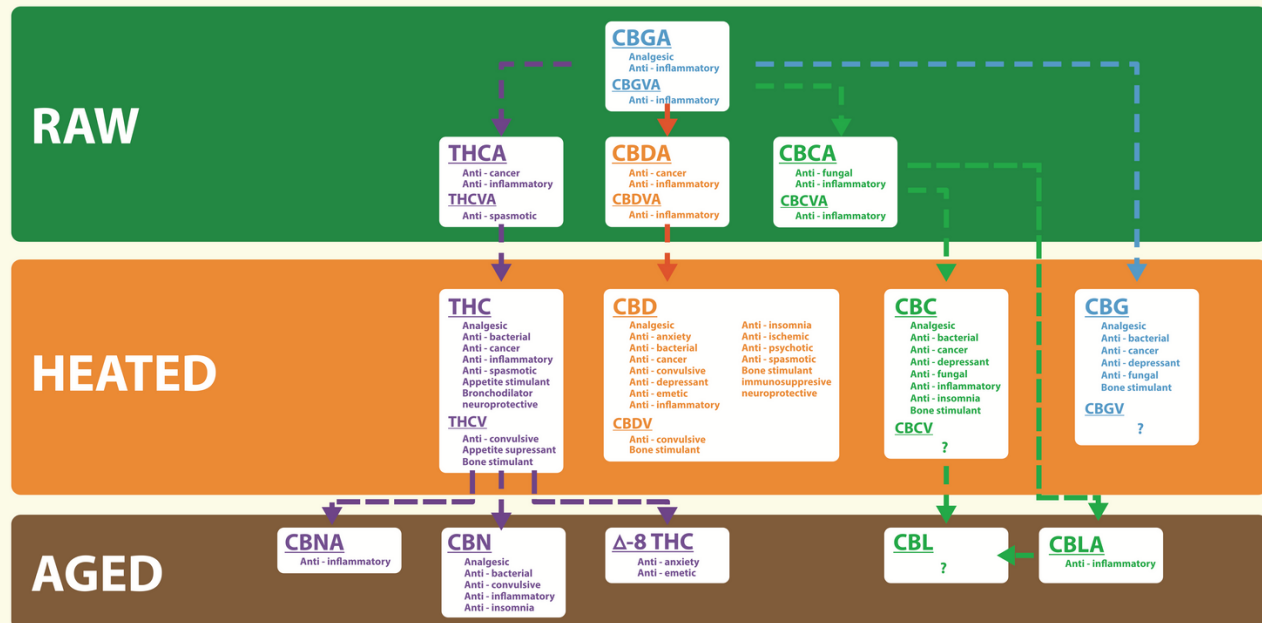 RAW
CBGA
Analgesic
Anti - inflammatory
CBGVA
Anti - inflammatory
THCA
Anti - cancer
Anti - inflammatory
THCVA
Anti - spasmotic
CBDA
Anti - cancer
Anti - inflammatory
CBDVA
Anti - inflammatory
CBCA
Anti - fungal
Anti - inflammatory
CBCVA
Anti - inflammatory
HEATED
THC
Analgesic
Anti - bacterial
Anti - cancer
Anti - inflammatory
Anti - spasmotic
Appetite stimulant
Bronchodilator
neuroprotective
THCV
Anti - convulsive
Appetite supressant
Bone stimulant
CBD
Analgesic
Anti - anxiety
Anti - bacterial
Anti - cancer
Anti - convulsive
Anti - depressant
Anti - emetic
Anti - inflammatory
Anti - insomnia
Anti - ischemic
Anti - psychotic
Anti - spasmotic
Bone stimulant
immunosuppresive
neuroprotective
CBDV
Anti - convulsive
Bone stimulant
CBC
Analgesic
Anti - bacterial
Anti - cancer
Anti - depressant
Anti - fungal
Anti - inflammatory
Anti - insomnia
Bone stimulant
CBCV
?
CBG
Analgesic
Anti - bacterial
Anti - cancer
Anti - depressant
Anti - fungal
Bone stimulant
CBGV
?
AGED
CBNA
Anti - inflammatory
CBN
Analgesic
Anti - bacterial
Anti - convulsive
Anti - inflammatory
Anti - insomnia
Δ-8 THC
Anti - anxiety
Anti - emetic
CBL
?
CBLA
Anti - inflammatory